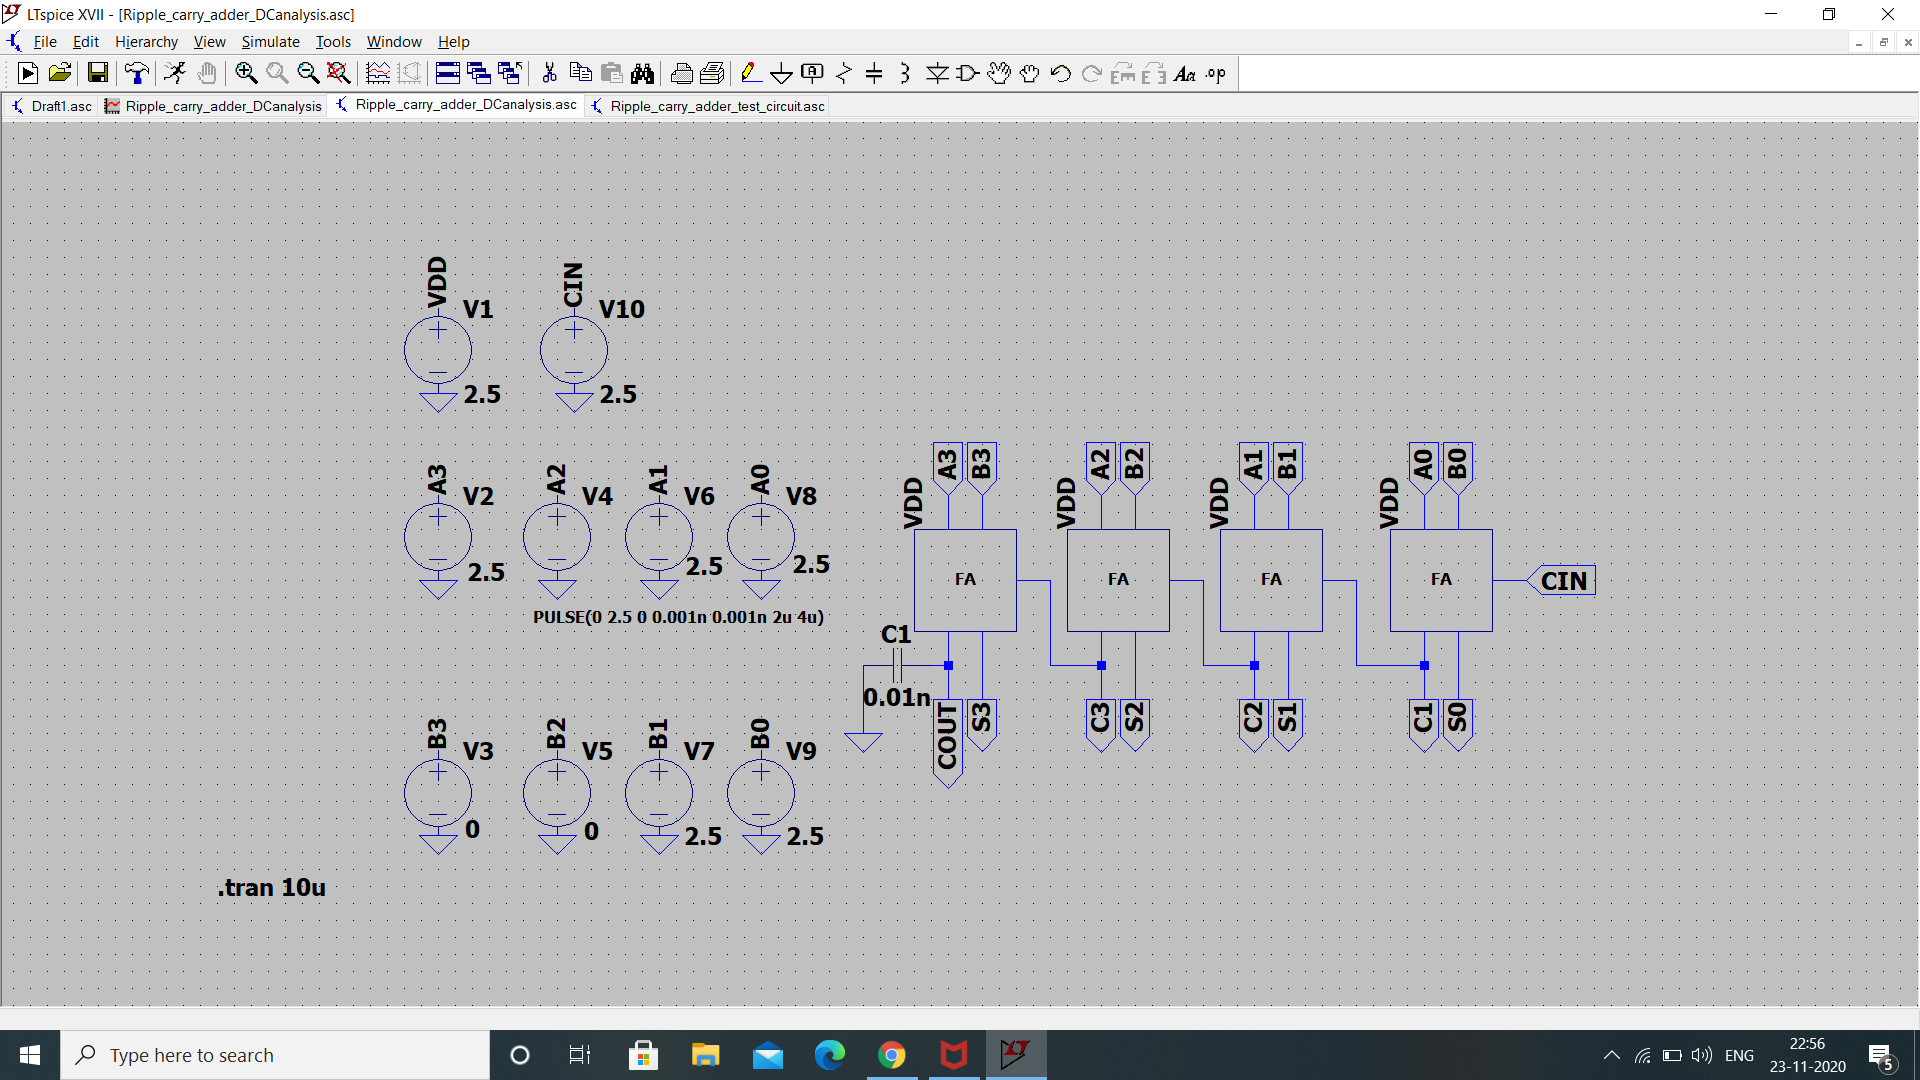 LTspice XVII - [Ripple_carry_adder_DCanalysis.asc]
File Edit Hierarchy View Simulate Tools Window Help
Draft1.asc Ripple_carry_adder_DCanalysis Ripple_carry_adder_DCanalysis.asc Ripple_carry_adder_test_circuit.asc
VDD V1 2.5
CIN V10 2.5
A3 V2 2.5
A2 V4
A1 V6 2.5
A0 V8 2.5
PULSE(0 2.5 0 0.001n 0.001n 2u 4u)
B3 V3 0
B2 V5 0
B1 V7 2.5
B0 V9 2.5
.tran 10u
VDD A3 B3 VDD A2 B2 VDD A1 B1 VDD A0 B0
FA FA FA FA CIN
C1
0.01n
COUT S3 C3 S2 C2 S1 C1 S0
Type here to search
ENG
22:56
23-11-2020
5